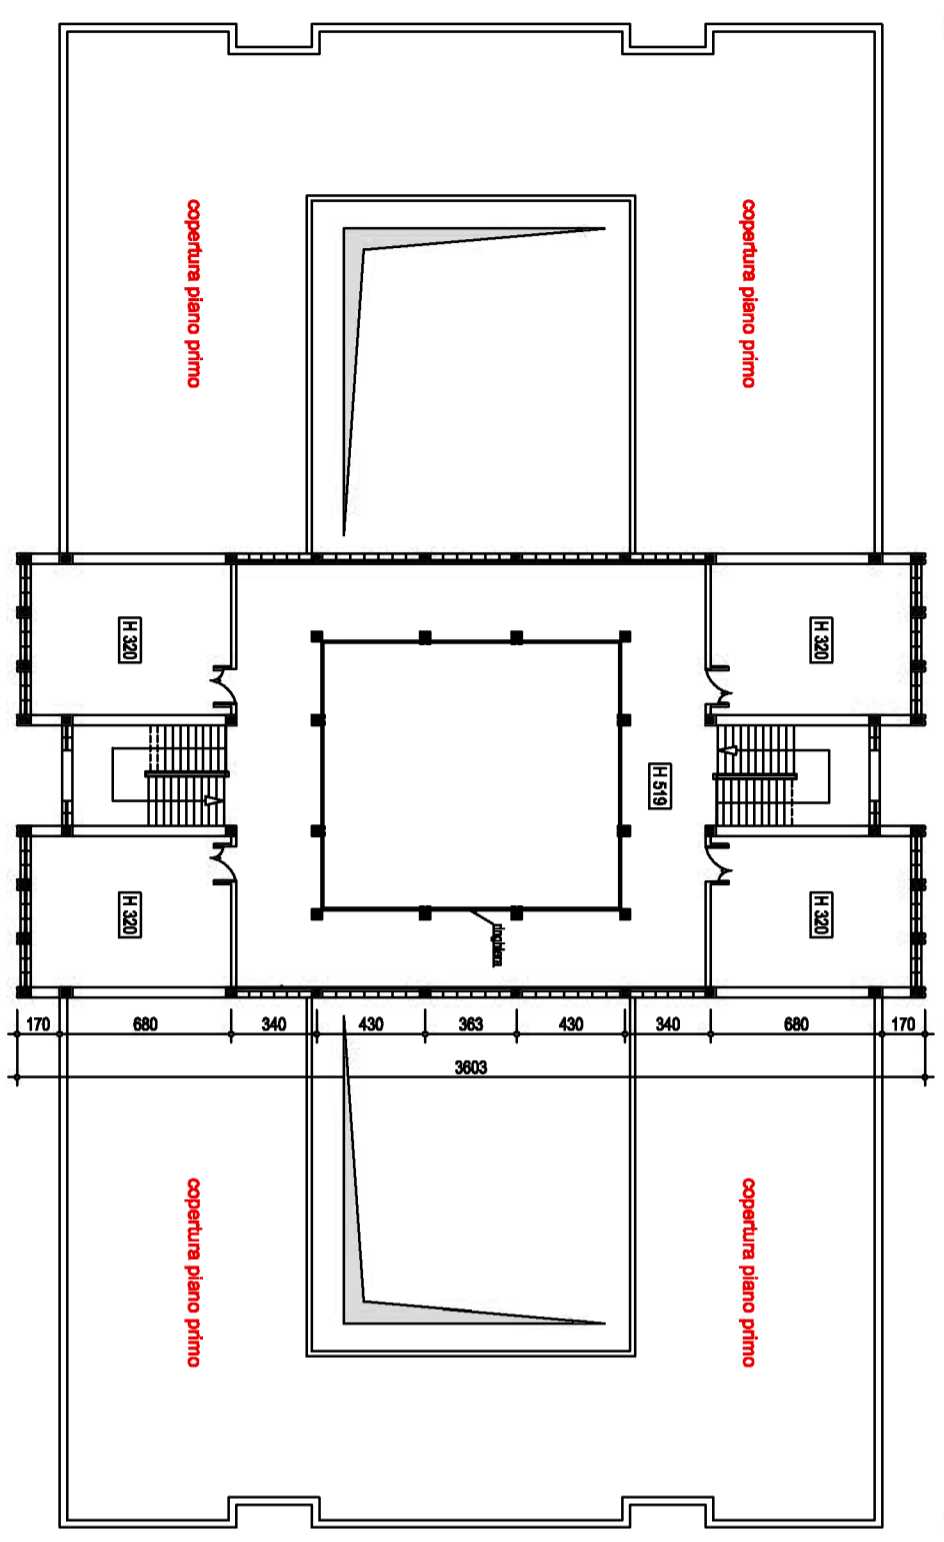 copertura piano primo
copertura piano primo
H 320
H 320
H 519
H 320
H 320
ringhiera
170 680 340 430 363 430 340 680 170
3603
copertura piano primo
copertura piano primo